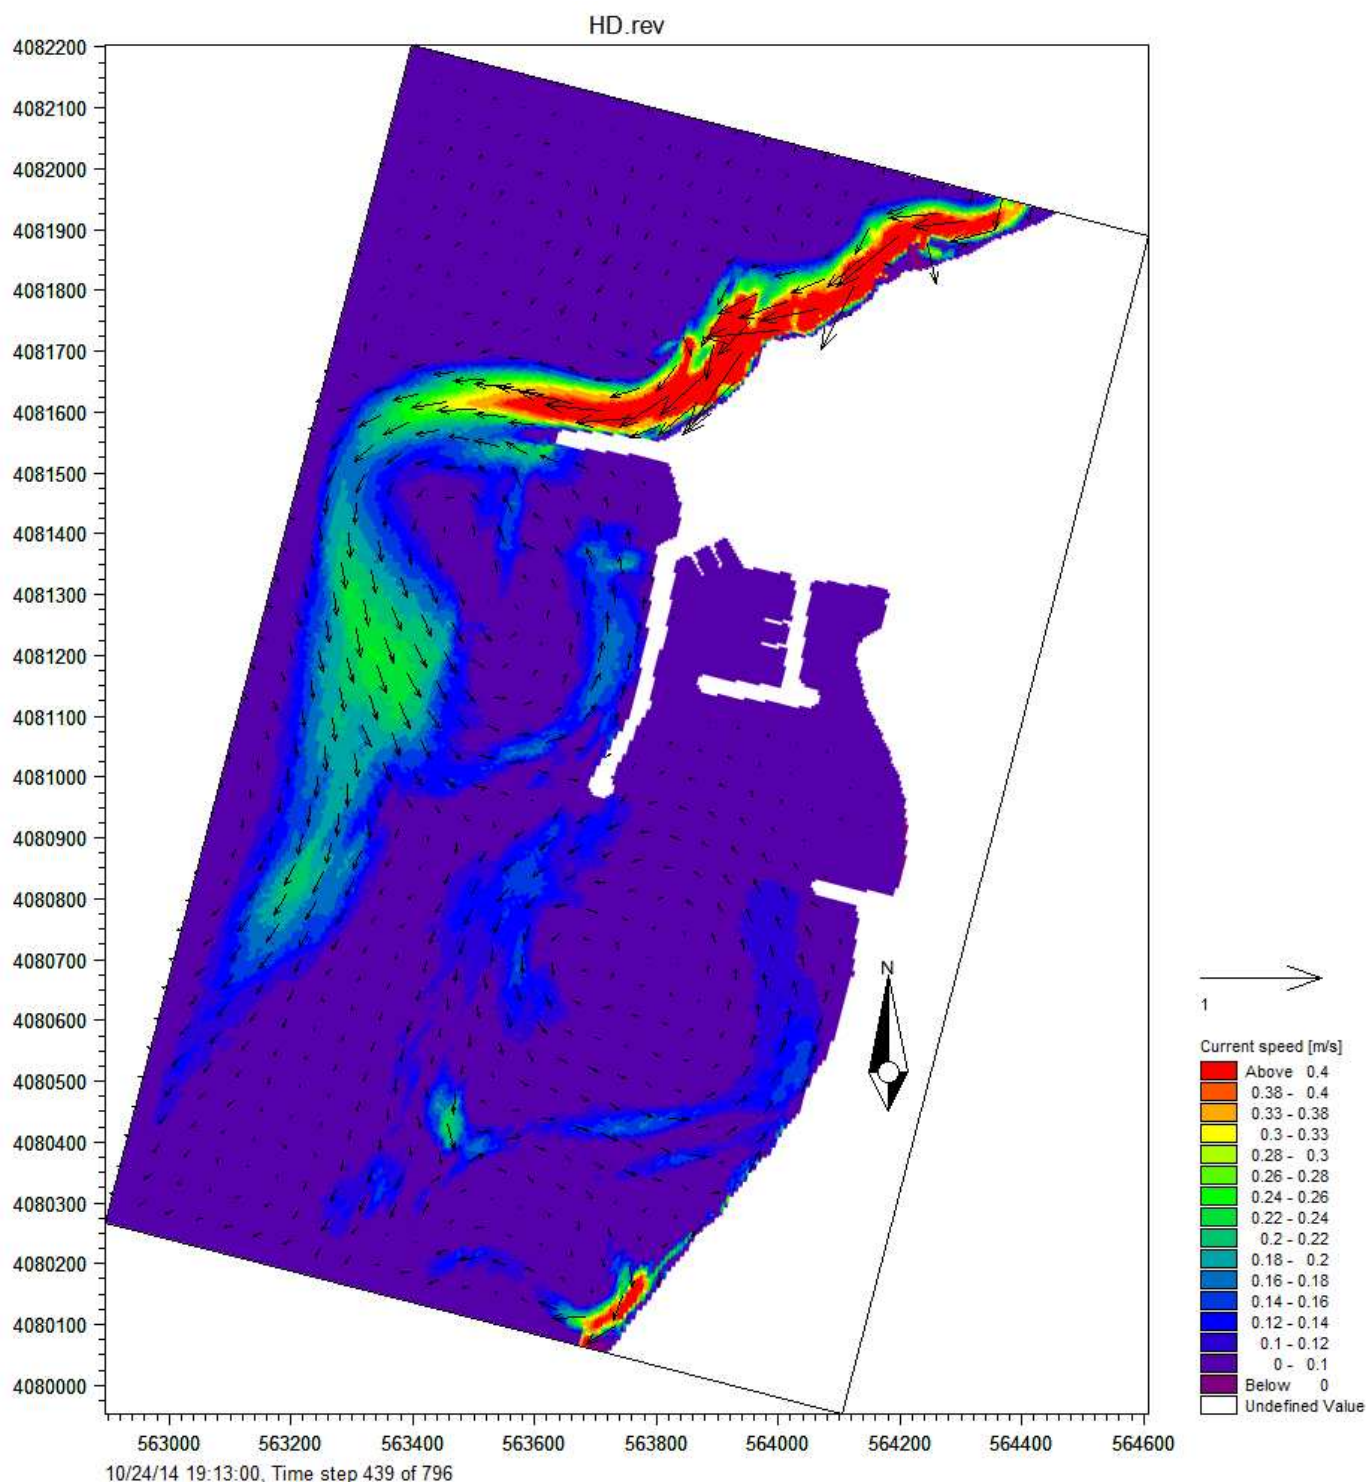 HD.rev
4082200
4082100
4082000
4081900
4081800
4081700
4081600
4081500
4081400
4081300
4081200
4081100
4081000
4080900
4080800
4080700
4080600
4080500
4080400
4080300
4080200
4080100
4080000
563000 563200 563400 563600 563800 564000 564200 564400 564600
10/24/14 19:13:00, Time step 439 of 796
N
1
Current speed [m/s]
Above 0.4
0.38 - 0.4
0.33 - 0.38
0.3 - 0.33
0.28 - 0.3
0.26 - 0.28
0.24 - 0.26
0.22 - 0.24
0.2 - 0.22
0.18 - 0.2
0.16 - 0.18
0.14 - 0.16
0.12 - 0.14
0.1 - 0.12
0 - 0.1
Below 0
Undefined Value